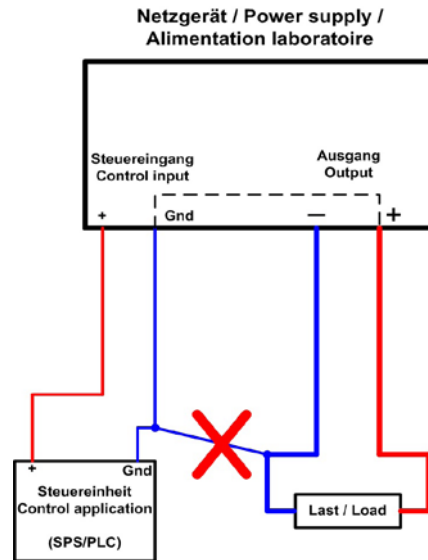 Netzgerät / Power supply /
Alimentation laboratoire
Steuereingang
Control input
Ausgang
Output
+
Gnd
—
+
+
Gnd
Steuereinheit
Control application
(SPS/PLC)
Last / Load